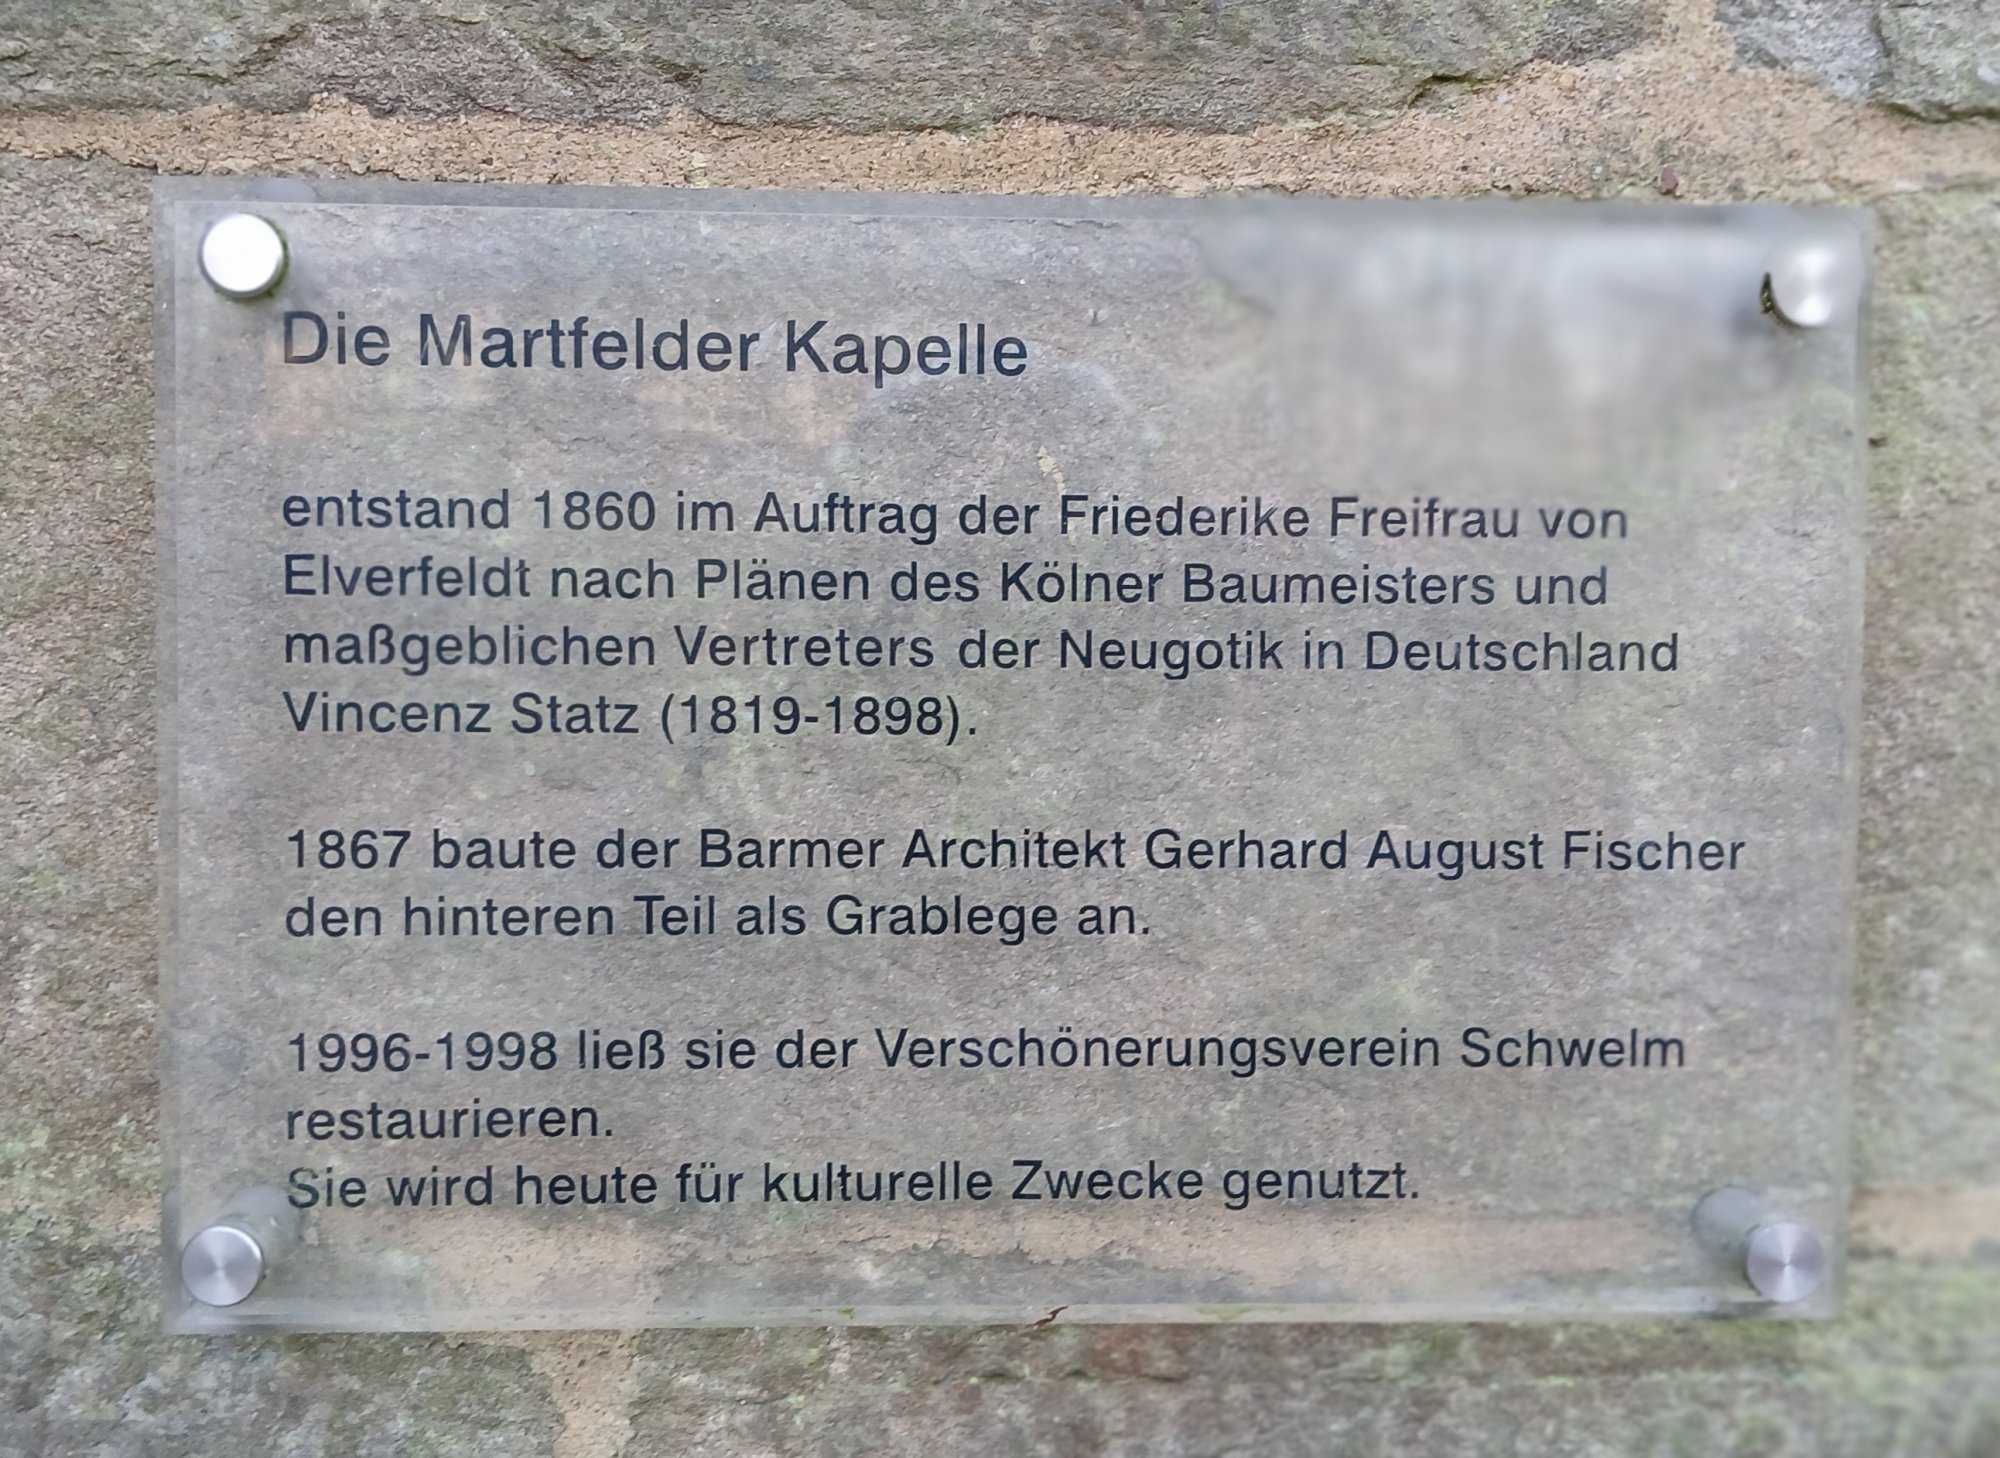 Die Martfelder Kapelle
entstand 1860 im Auftrag der Friederike Freifrau von
Elverfeldt nach Plänen des Kölner Baumeisters und
maßgeblichen Vertreters der Neugotik in Deutschland
Vincenz Statz (1819-1898).
1867 baute der Barmer Architekt Gerhard August Fischer
den hinteren Teil als Grablege an.
1996-1998 ließ sie der Verschönerungsverein Schwelm
restaurieren.
Sie wird heute für kulturelle Zwecke genutzt.